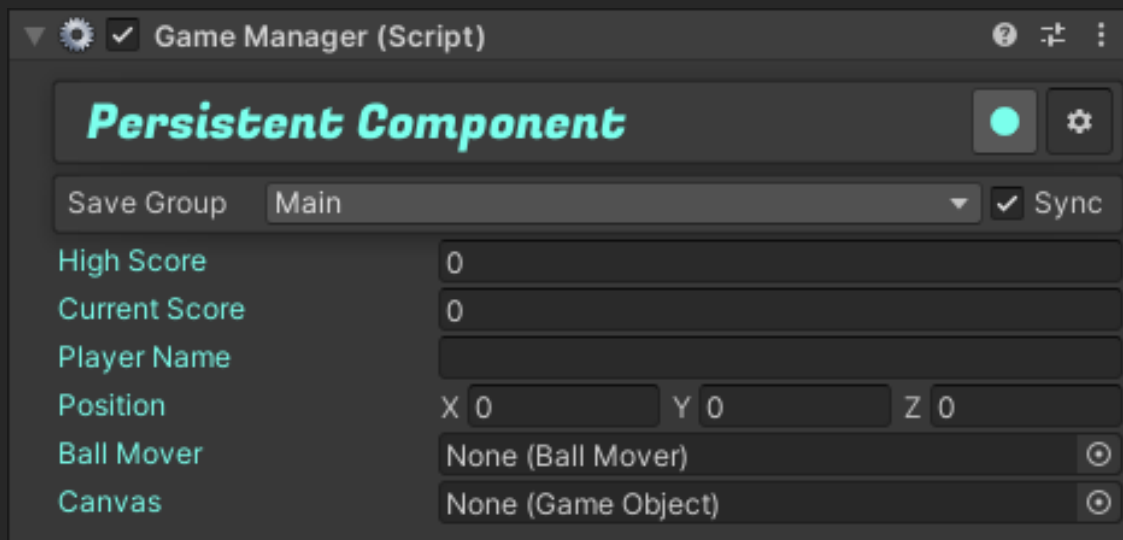 Game Manager (Script)
Persistent Component
Save Group Main Sync
High Score 0
Current Score 0
Player Name
Position X 0 Y 0 Z 0
Ball Mover None (Ball Mover)
Canvas None (Game Object)